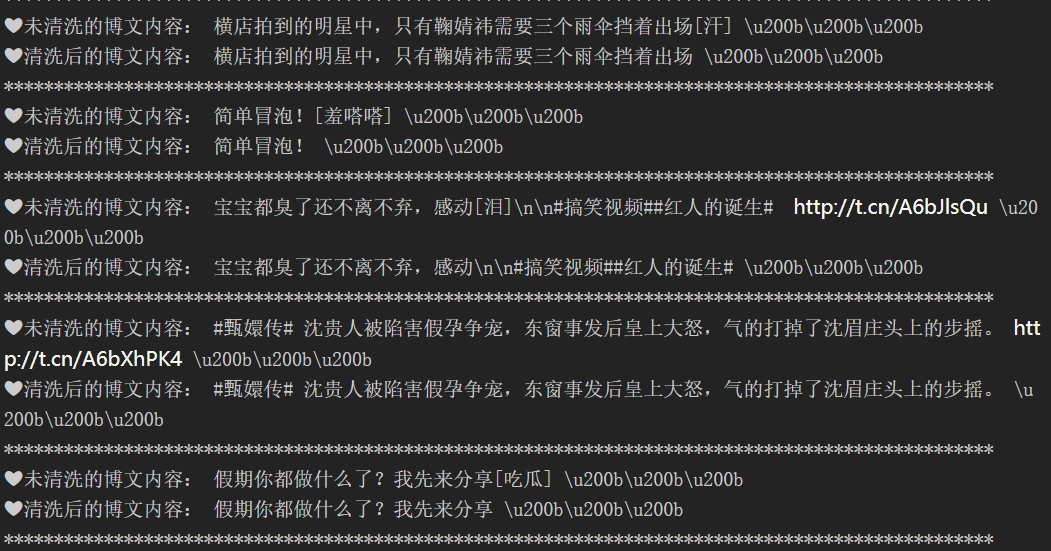 ♥未清洗的博文内容： 横店拍到的明星中，只有鞠婧祎需要三个雨伞挡着出场[汗] \u200b\u200b\u200b
♥清洗后的博文内容： 横店拍到的明星中，只有鞠婧祎需要三个雨伞挡着出场 \u200b\u200b\u200b
***************************************************************************************************
♥未清洗的博文内容： 简单冒泡！[羞嗒嗒] \u200b\u200b\u200b
♥清洗后的博文内容： 简单冒泡！ \u200b\u200b\u200b
***************************************************************************************************
♥未清洗的博文内容： 宝宝都臭了还不离不弃，感动[泪]\n\n#搞笑视频##红人的诞生#  http://t.cn/A6bJlsQu \u20
0b\u200b\u200b
♥清洗后的博文内容： 宝宝都臭了还不离不弃，感动\n\n#搞笑视频##红人的诞生# \u200b\u200b\u200b
***************************************************************************************************
♥未清洗的博文内容： #甄嬛传# 沈贵人被陷害假孕争宠，东窗事发后皇上大怒，气的打掉了沈眉庄头上的步摇。 htt
p://t.cn/A6bXhPK4 \u200b\u200b\u200b
♥清洗后的博文内容： #甄嬛传# 沈贵人被陷害假孕争宠，东窗事发后皇上大怒，气的打掉了沈眉庄头上的步摇。 \u
200b\u200b\u200b
***************************************************************************************************
♥未清洗的博文内容： 假期你都做什么了？我先来分享[吃瓜] \u200b\u200b\u200b
♥清洗后的博文内容： 假期你都做什么了？我先来分享 \u200b\u200b\u200b
***************************************************************************************************